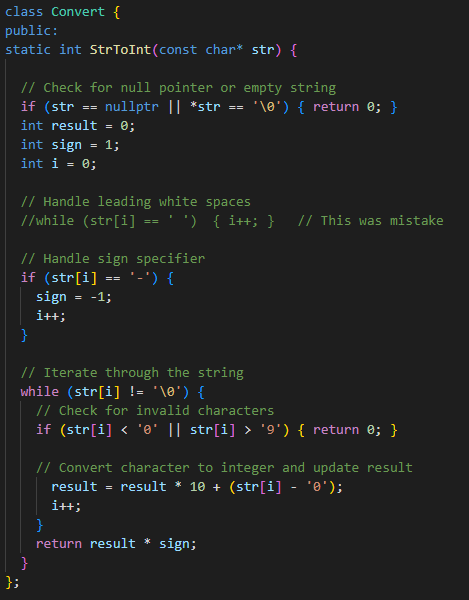 class Convert {
public:
static int StrToInt(const char* str) {
// Check for null pointer or empty string
if (str == nullptr || *str == '\0') { return 0; }
int result = 0;
int sign = 1;
int i = 0;
// Handle leading white spaces
//while (str[i] == ' ')  { i++; }   // This was mistake
// Handle sign specifier
if (str[i] == '-') {
sign = -1;
i++;
}
// Iterate through the string
while (str[i] != '\0') {
// Check for invalid characters
if (str[i] < '0' || str[i] > '9') { return 0; }
// Convert character to integer and update result
result = result * 10 + (str[i] - '0');
i++;
}
return result * sign;
}
};